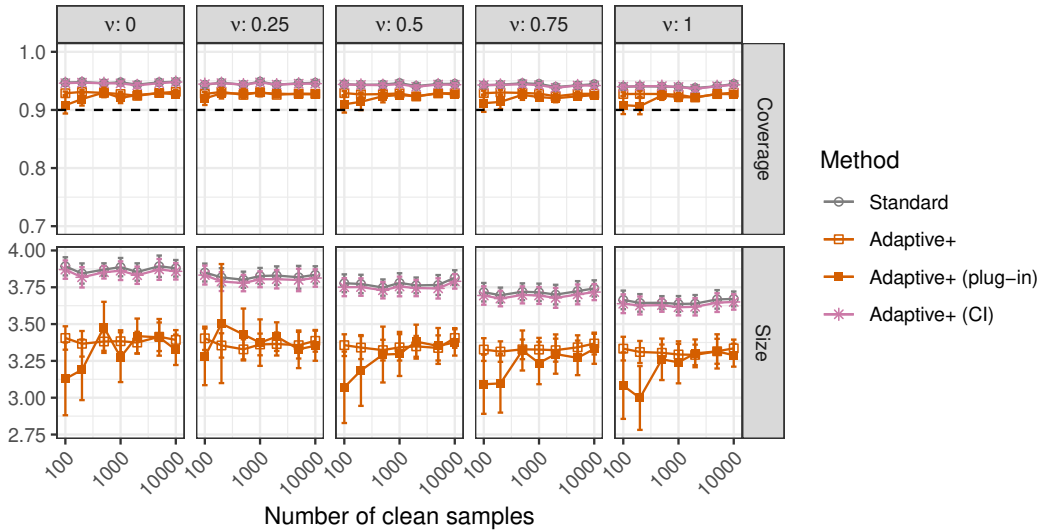 ν: 0
ν: 0.25
ν: 0.5
ν: 0.75
ν: 1
1.0
0.9
0.8
0.7
Coverage
4.00
3.75
3.50
3.25
3.00
2.75
Size
100
1000
10000
100
1000
10000
100
1000
10000
100
1000
10000
100
1000
10000
Number of clean samples
Method
Standard
Adaptive+
Adaptive+ (plug−in)
Adaptive+ (CI)